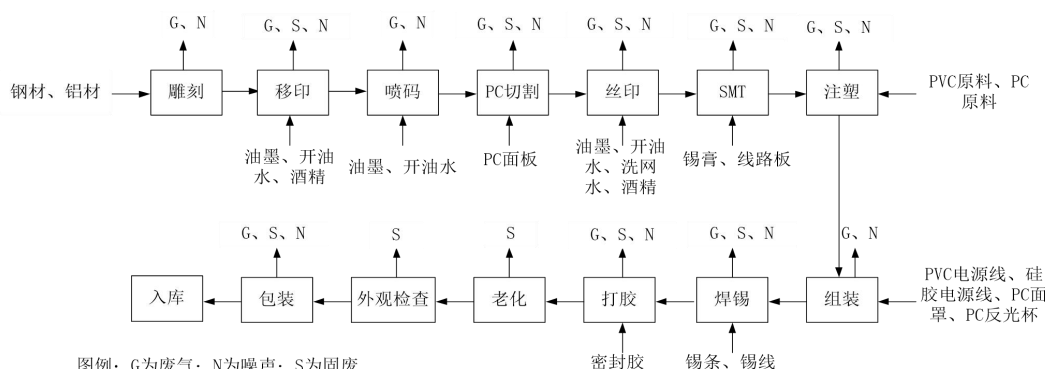 G、N
G、S、N
G、N
G、S、N
G、S、N
G、S、N
G、S、N
钢材、铝材
雕刻
移印
喷码
PC切割
丝印
SMT
注塑
PVC原料、PC
原料
油墨、开油
水、酒精
油墨、开油水
PC面板
油墨、开油
水、洗网
水、酒精
锡膏、线路板
G、S、N
S
S
G、S、N
G、S、N
G、N
入库
包装
外观检查
老化
打胶
焊锡
组装
PVC电源线、硅
胶电源线、PC面
罩、PC反光杯
密封胶
锡条、锡线
图例：G为废气；N为噪声；S为固废